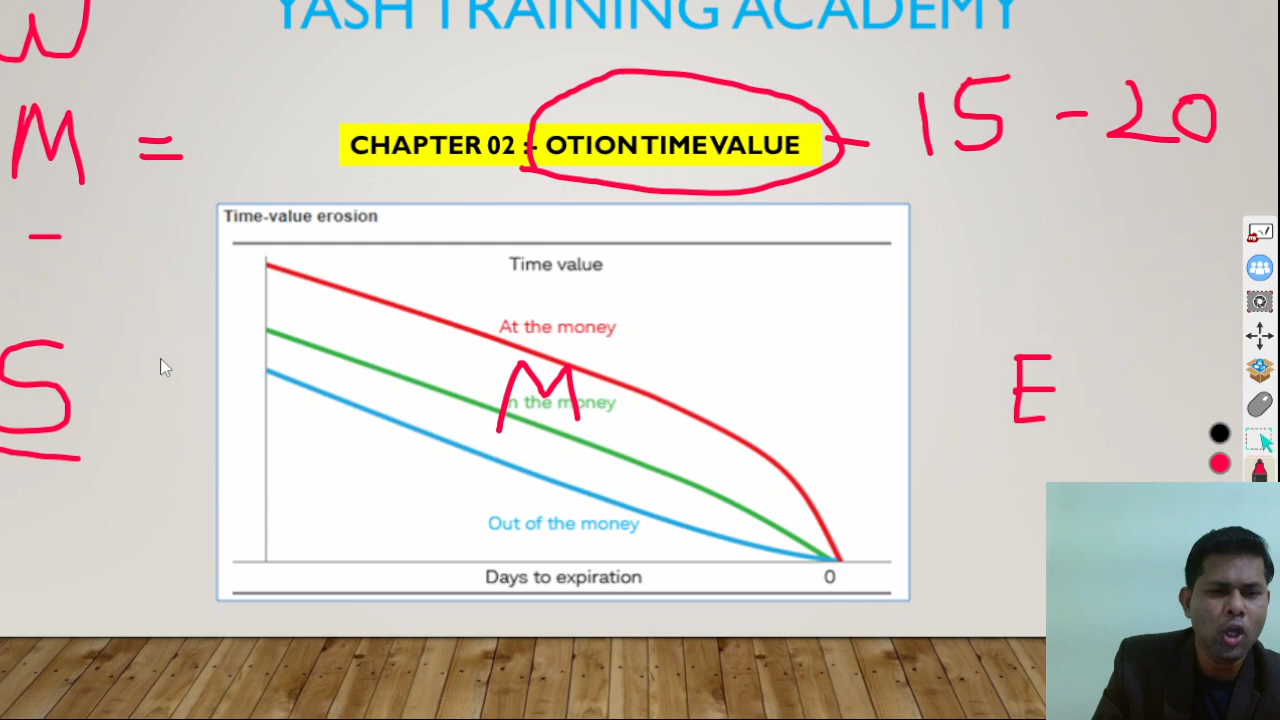 YASH TRAINING ACADEMY
W
M =
CHAPTER 02 :- OTION TIME VALUE
- 15 - 20
-
Time-value erosion
Time value
At the money
M
In the money
S
E
Out of the money
Days to expiration 0